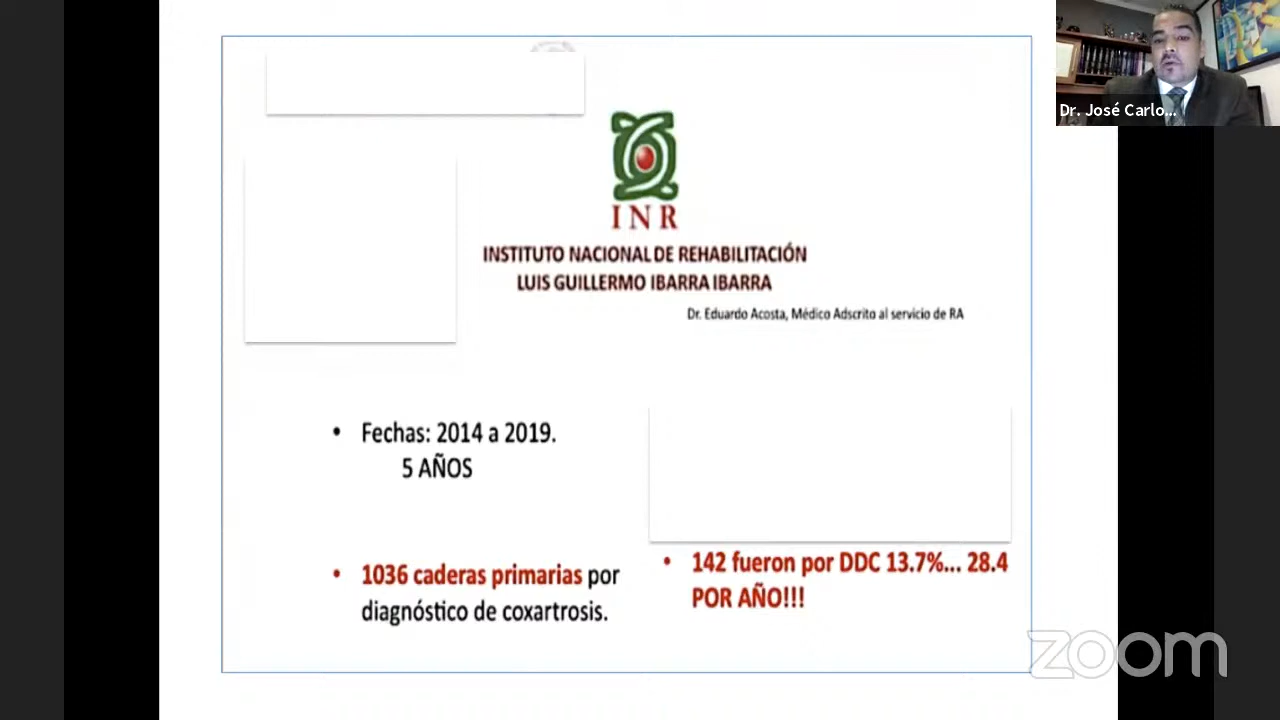 Dr. José Carlo...
INR
INSTITUTO NACIONAL DE REHABILITACIÓN
LUIS GUILLERMO IBARRA IBARRA
Dr. Eduardo Acosta, Médico Adscrito al servicio de RA
• Fechas: 2014 a 2019.
5 AÑOS
• 1036 caderas primarias por
diagnóstico de coxartrosis.
• 142 fueron por DDC 13.7%... 28.4
POR AÑO!!!
zoom